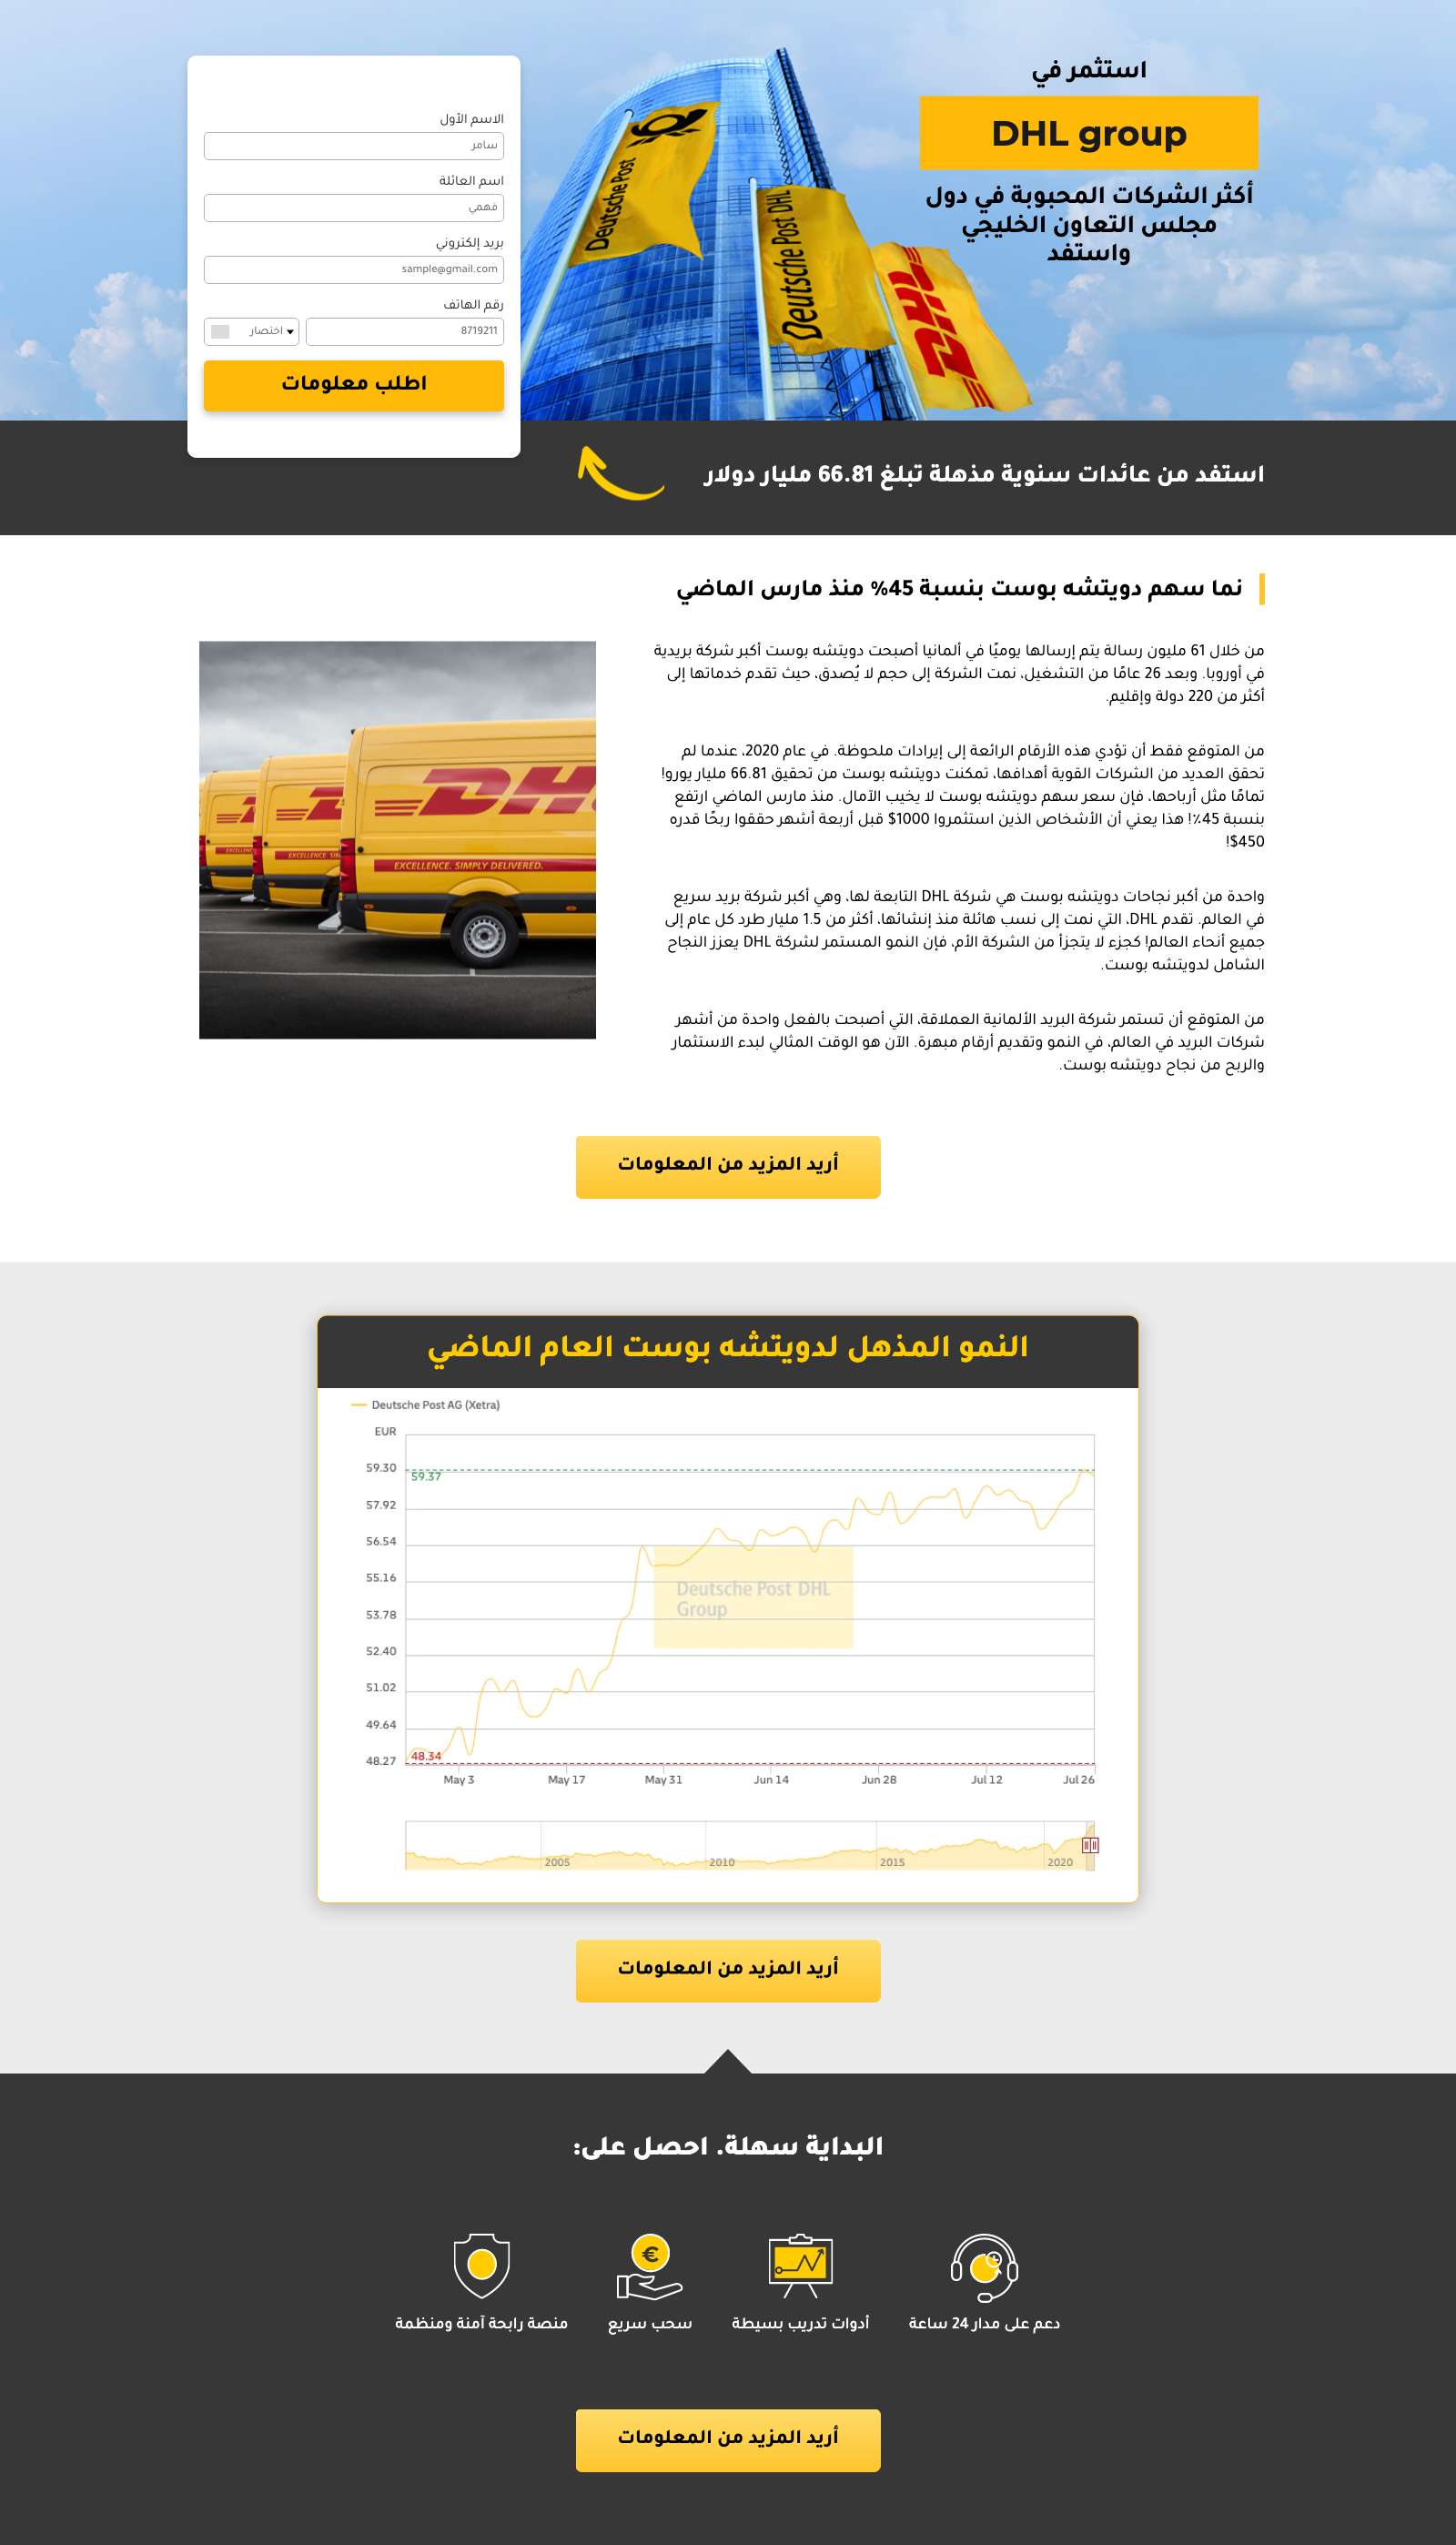 استثمر في
DHL group
أكثر الشركات المحبوبة في دول
مجلس التعاون الخليجي
واستفد
Deutsche Post
Deutsche Post DHL
DHL
الاسم الأول
سامر
اسم العائلة
فهمي
بريد إلكتروني
sample@gmail.com
رقم الهاتف
8719211
اختصار
اطلب معلومات
استفد من عائدات سنوية مذهلة تبلغ 66.81 مليار دولار
نما سهم دويتشه بوست بنسبة 45% منذ مارس الماضي
من خلال 61 مليون رسالة يتم إرسالها يوميًا في ألمانيا أصبحت دويتشه بوست أكبر شركة بريدية
في أوروبا. وبعد 26 عامًا من التشغيل، نمت الشركة إلى حجم لا يُصدق، حيث تقدم خدماتها إلى
أكثر من 220 دولة وإقليم.
من المتوقع فقط أن تؤدي هذه الأرقام الرائعة إلى إيرادات ملحوظة. في عام 2020، عندما لم
تحقق العديد من الشركات القوية أهدافها، تمكنت دويتشه بوست من تحقيق 66.81 مليار يورو!
تمامًا مثل أرباحها، فإن سعر سهم دويتشه بوست لا يخيب الآمال. منذ مارس الماضي ارتفع
بنسبة 45٪! هذا يعني أن الأشخاص الذين استثمروا 1000$ قبل أربعة أشهر حققوا ربحًا قدره
450$!
واحدة من أكبر نجاحات دويتشه بوست هي شركة DHL التابعة لها، وهي أكبر شركة بريد سريع
في العالم. تقدم DHL، التي نمت إلى نسب هائلة منذ إنشائها، أكثر من 1.5 مليار طرد كل عام إلى
جميع أنحاء العالم! كجزء لا يتجزأ من الشركة الأم، فإن النمو المستمر لشركة DHL يعزز النجاح
الشامل لدويتشه بوست.
من المتوقع أن تستمر شركة البريد الألمانية العملاقة، التي أصبحت بالفعل واحدة من أشهر
شركات البريد في العالم، في النمو وتقديم أرقام مبهرة. الآن هو الوقت المثالي لبدء الاستثمار
والربح من نجاح دويتشه بوست.
EXCELLENCE. SIMPLY DELIVERED.
أريد المزيد من المعلومات
النمو المذهل لدويتشه بوست العام الماضي
Deutsche Post AG (Xetra)
EUR
59.30
59.37
57.92
56.54
55.16
53.78
52.40
51.02
49.64
48.27
48.34
Deutsche Post DHL
Group
May 3 May 17 May 31 Jun 14 Jun 28 Jul 12 Jul 26
2005 2010 2015 2020
أريد المزيد من المعلومات
البداية سهلة. احصل على:
€
دعم على مدار 24 ساعة
أدوات تدريب بسيطة
سحب سريع
منصة رابحة آمنة ومنظمة
أريد المزيد من المعلومات